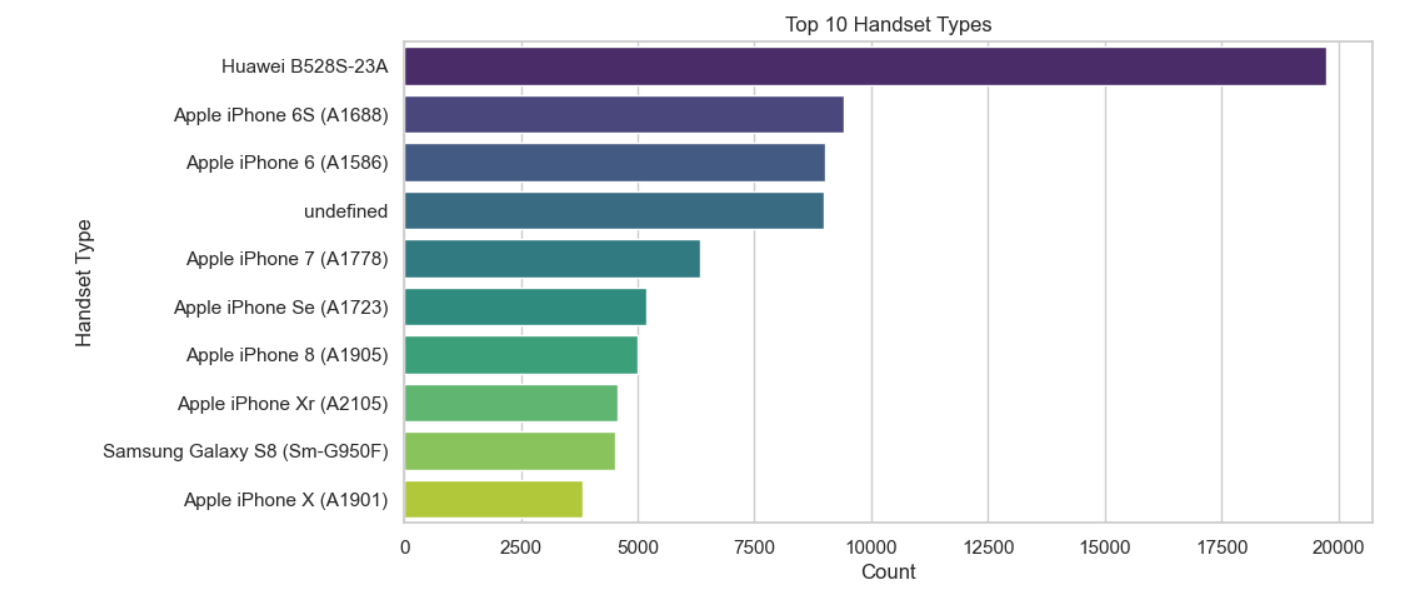 Top 10 Handset Types
Handset Type
Huawei B528S-23A
Apple iPhone 6S (A1688)
Apple iPhone 6 (A1586)
undefined
Apple iPhone 7 (A1778)
Apple iPhone Se (A1723)
Apple iPhone 8 (A1905)
Apple iPhone Xr (A2105)
Samsung Galaxy S8 (Sm-G950F)
Apple iPhone X (A1901)
0 2500 5000 7500 10000 12500 15000 17500 20000
Count